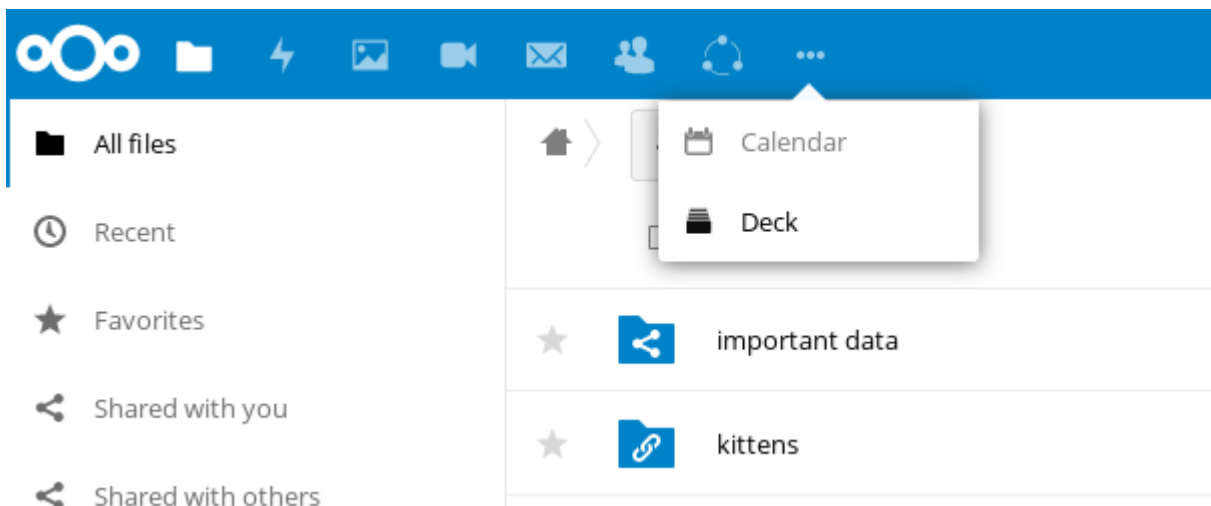 All files
Recent
Favorites
Shared with you
Shared with others
Calendar
Deck
important data
kittens